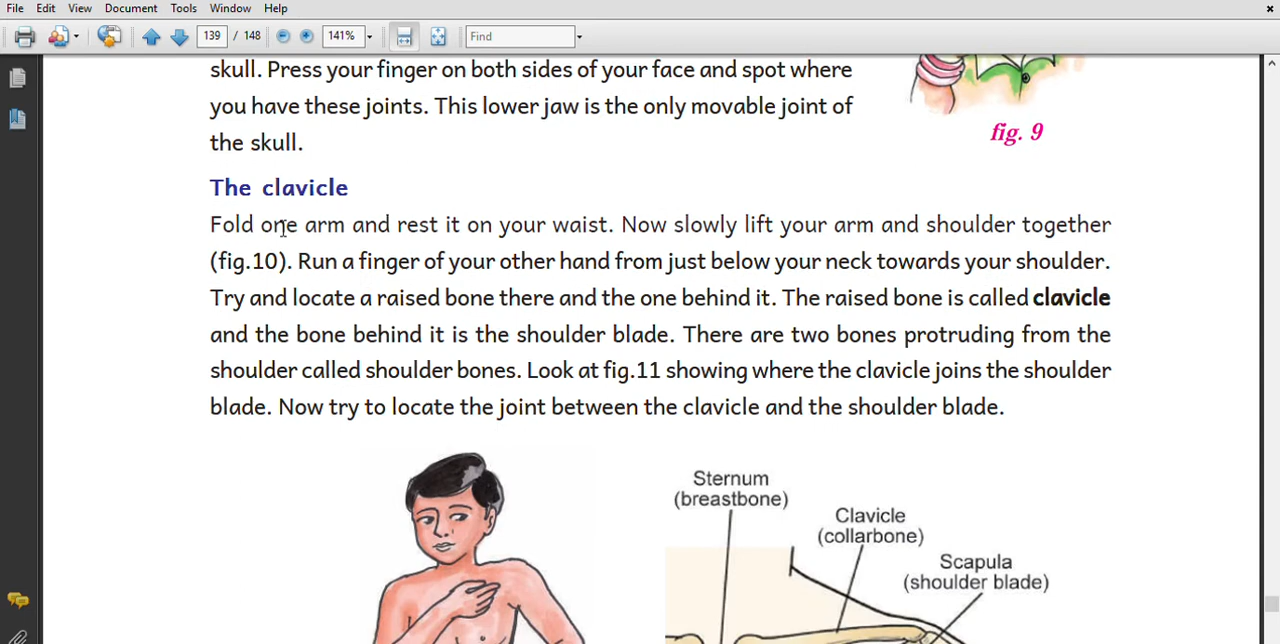 File Edit View Document Tools Window Help
139 / 148 141% Find
skull. Press your finger on both sides of your face and spot where
you have these joints. This lower jaw is the only movable joint of
the skull.
fig. 9
The clavicle
Fold one arm and rest it on your waist. Now slowly lift your arm and shoulder together
(fig.10). Run a finger of your other hand from just below your neck towards your shoulder.
Try and locate a raised bone there and the one behind it. The raised bone is called clavicle
and the bone behind it is the shoulder blade. There are two bones protruding from the
shoulder called shoulder bones. Look at fig.11 showing where the clavicle joins the shoulder
blade. Now try to locate the joint between the clavicle and the shoulder blade.
Sternum
(breastbone)
Clavicle
(collarbone)
Scapula
(shoulder blade)